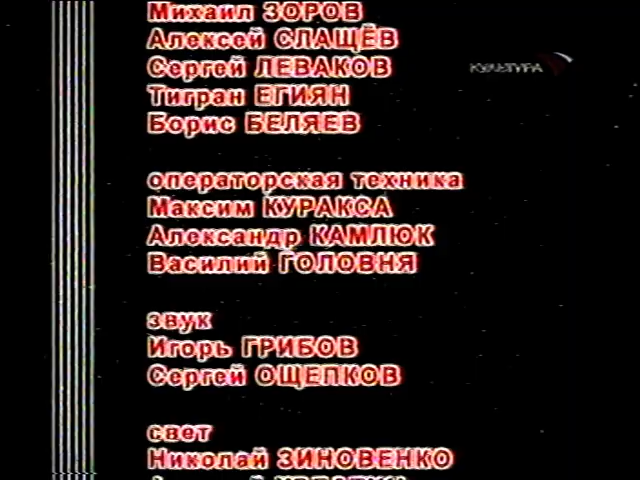 Михаил ЗОРОВ
Алексей СЛАЩЁВ
КУЛЬТУРА
Сергей ЛЕВАКОВ
Тигран ЕГИЯН
Борис БЕЛЯЕВ
операторская техника
Максим КУРАКСА
Александр КАМЛЮК
Василий ГОЛОВНЯ
звук
Игорь ГРИБОВ
Сергей ОЩЕПКОВ
свет
Николай ЗИНОВЕНКО